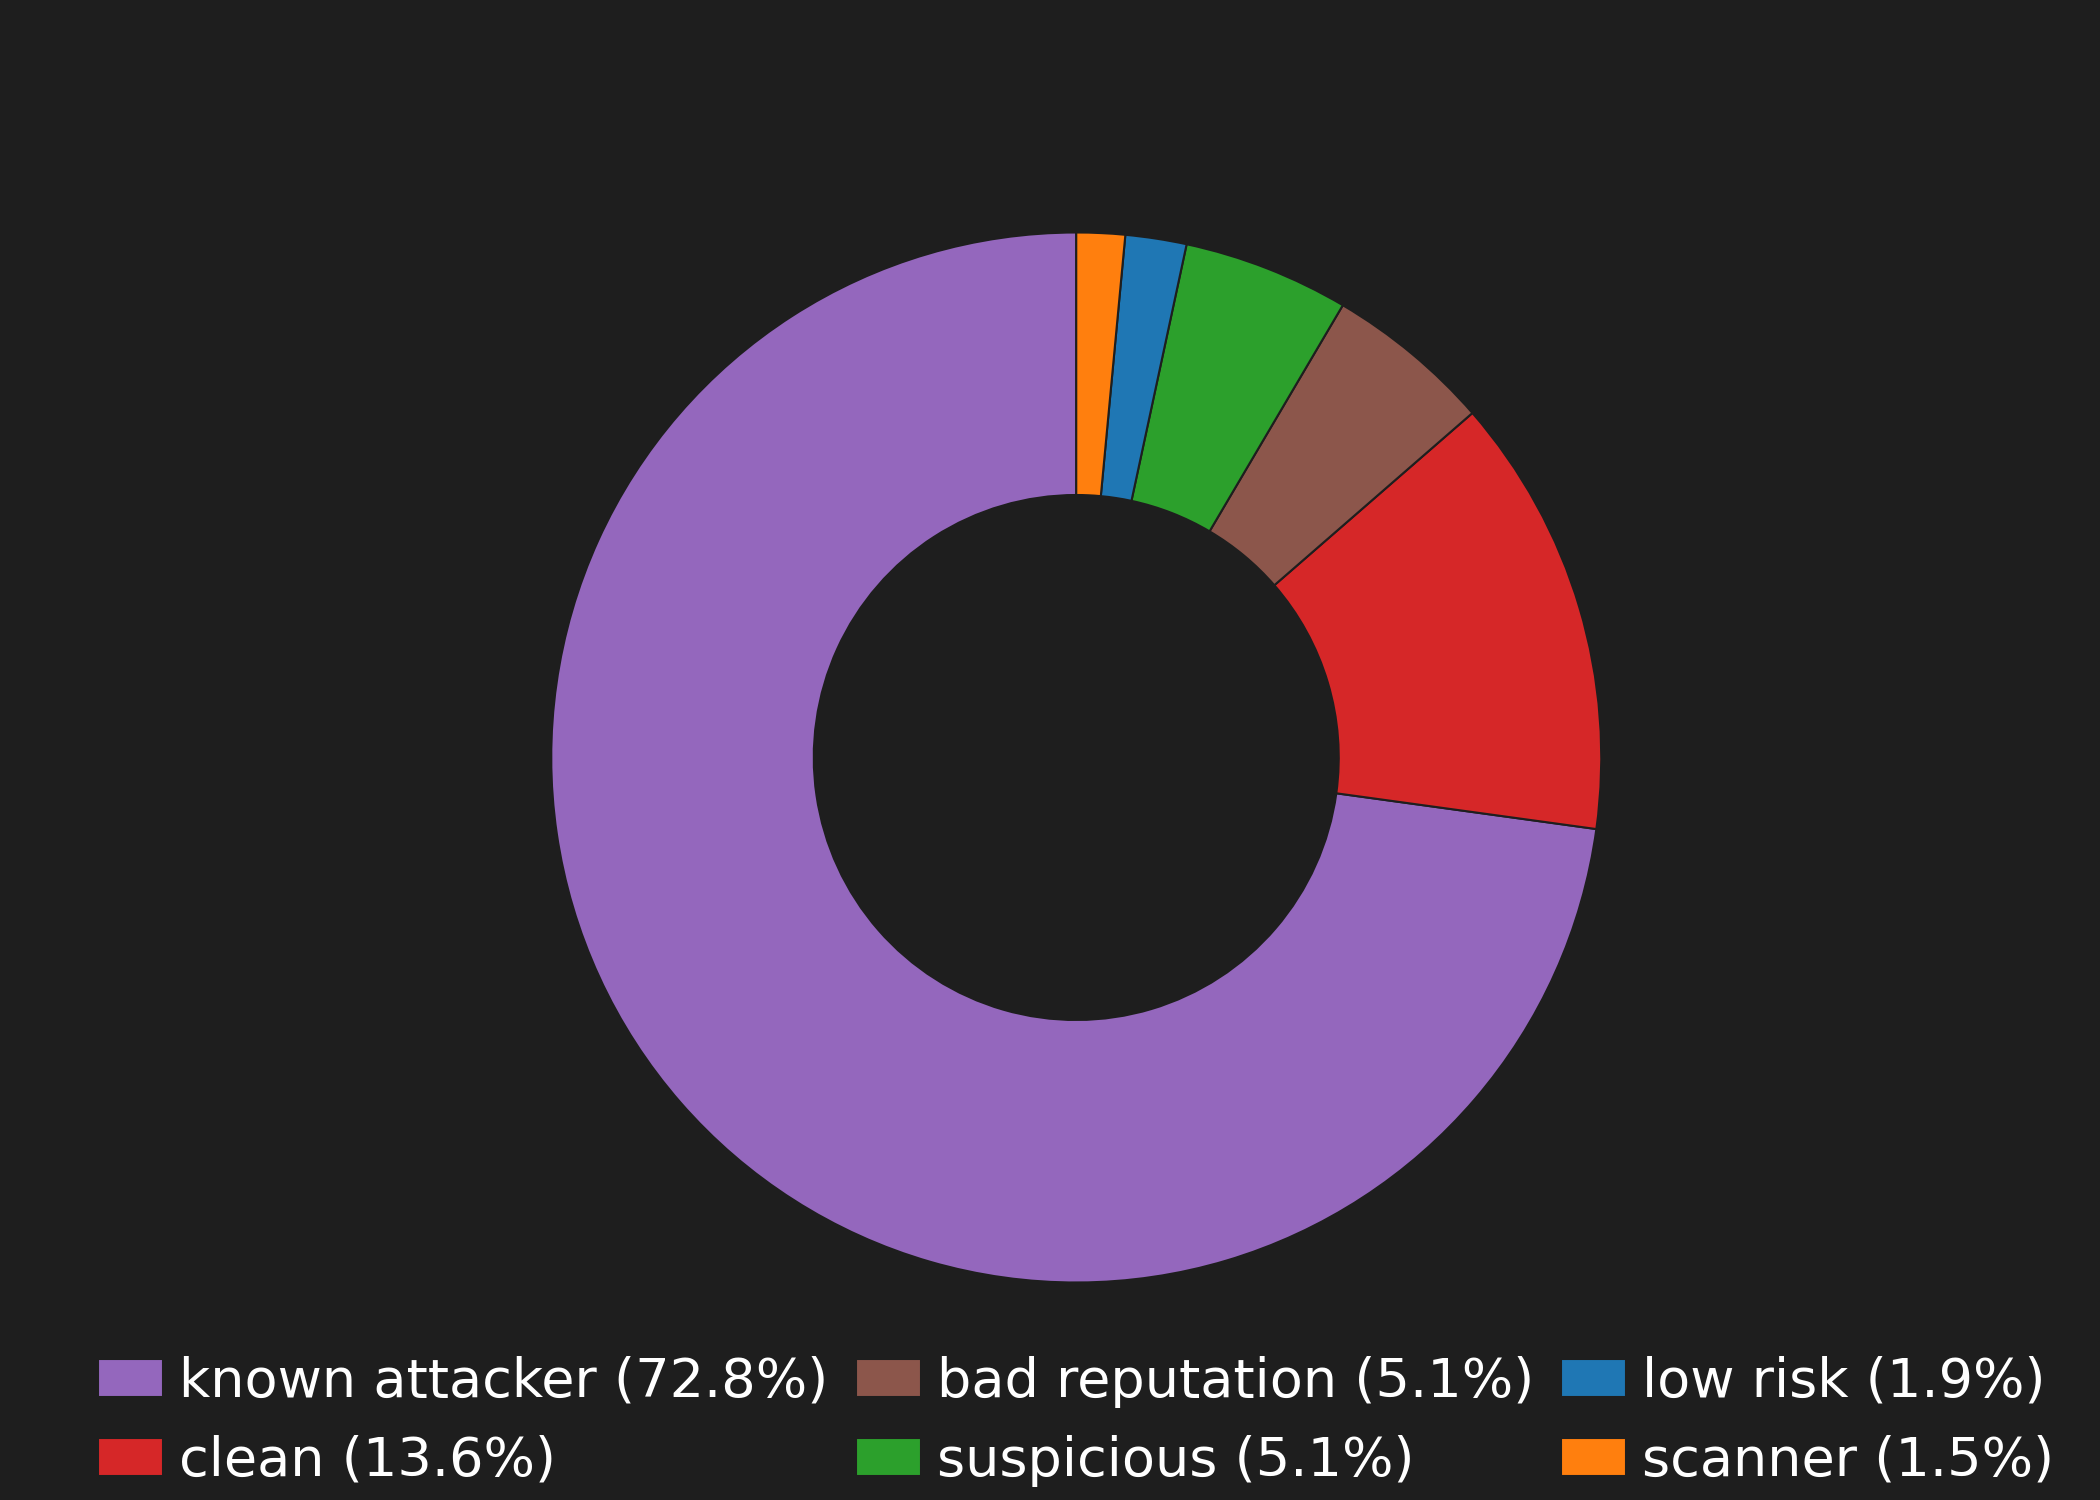 known attacker (72.8%)
clean (13.6%)
bad reputation (5.1%)
suspicious (5.1%)
low risk (1.9%)
scanner (1.5%)